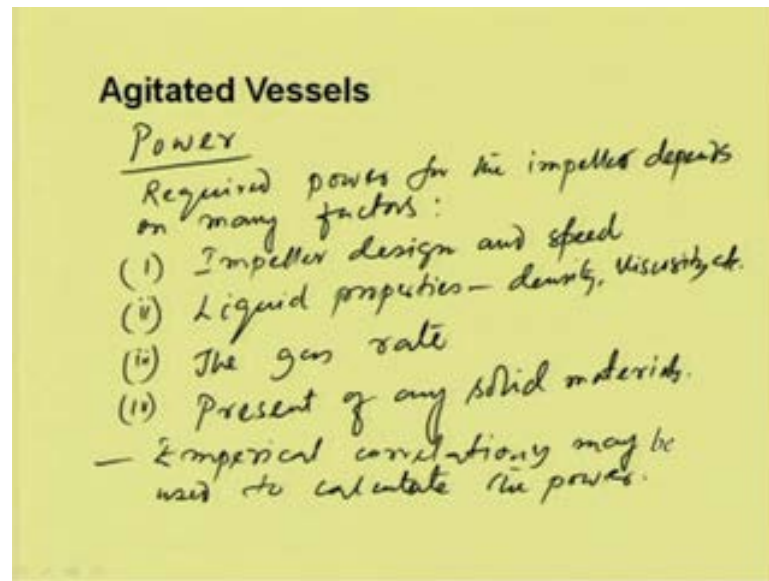 Agitated Vessels
Power
Required power for the impeller depends
on many factors:
(i) Impeller design and speed
(ii) Liquid properties – density, viscosity, etc.
(iii) The gas rate
(iv) Present of any solid materials.
– Emperical correlations may be
used to calculate the power.